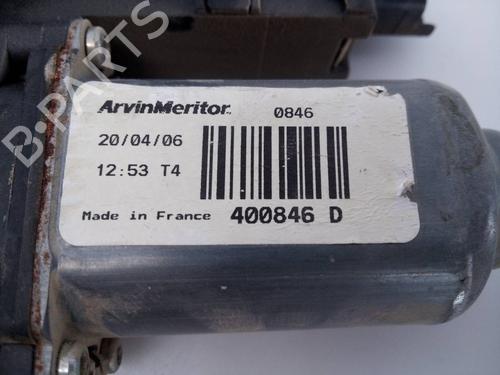 ArvinMeritor 0846
20/04/06
12:53 T4
Made in France 400846 D
B-PARTS